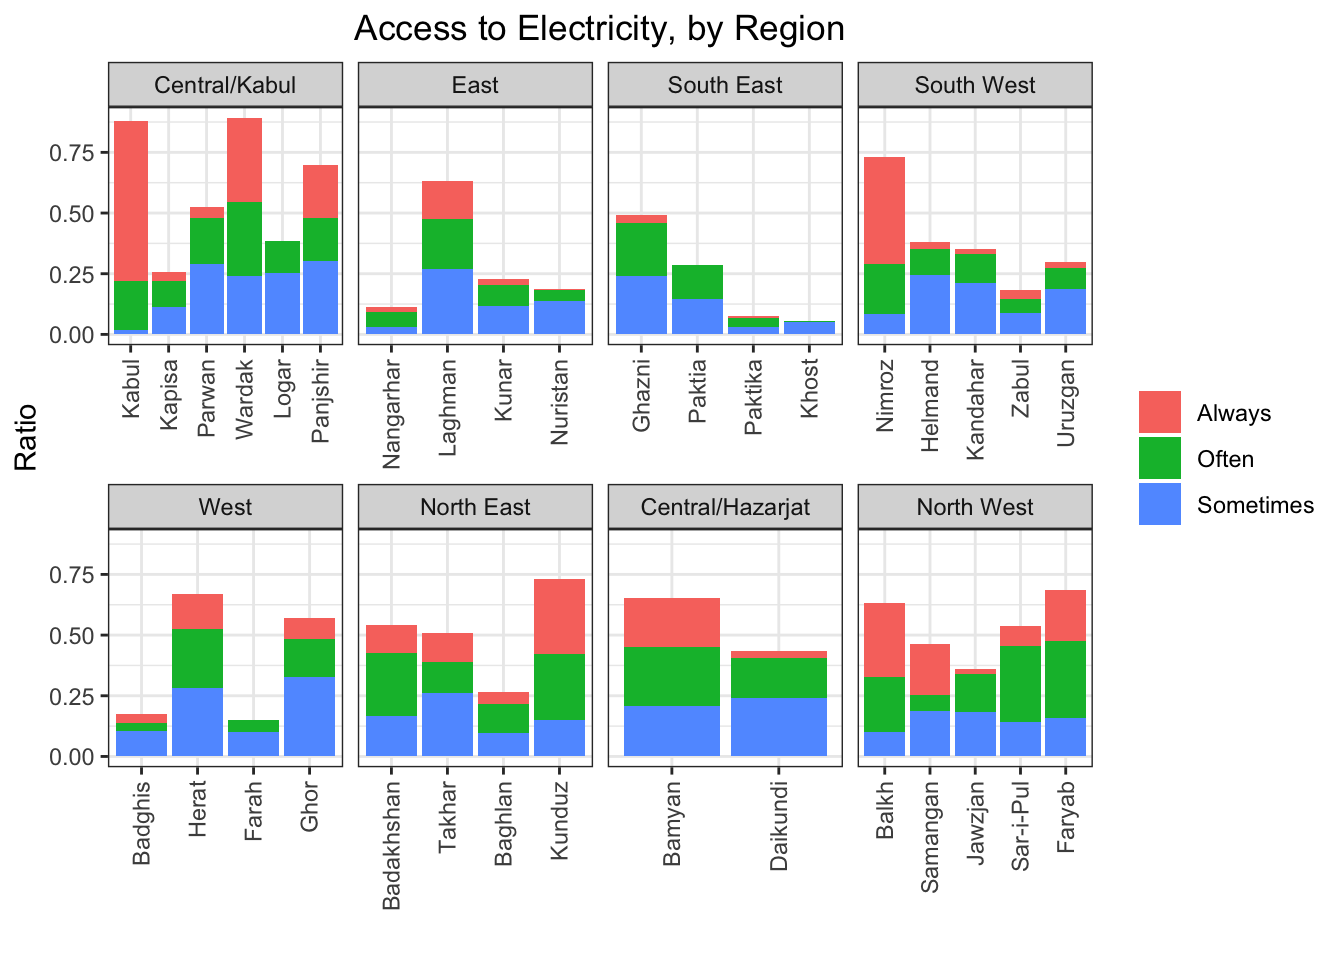 Access to Electricity, by Region
Central/Kabul
East
South East
South West
0.75
0.50
0.25
0.00
Kabul
Kapisa
Parwan
Wardak
Logar
Panjshir
Nangarhar
Laghman
Kunar
Nuristan
Ghazni
Paktia
Paktika
Khost
Nimroz
Helmand
Kandahar
Zabul
Uruzgan
Ratio
Always
Often
Sometimes
West
North East
Central/Hazarjat
North West
0.75
0.50
0.25
0.00
Badghis
Herat
Farah
Ghor
Badakhshan
Takhar
Baghlan
Kunduz
Bamyan
Daikundi
Balkh
Samangan
Jawzjan
Sar-i-Pul
Faryab